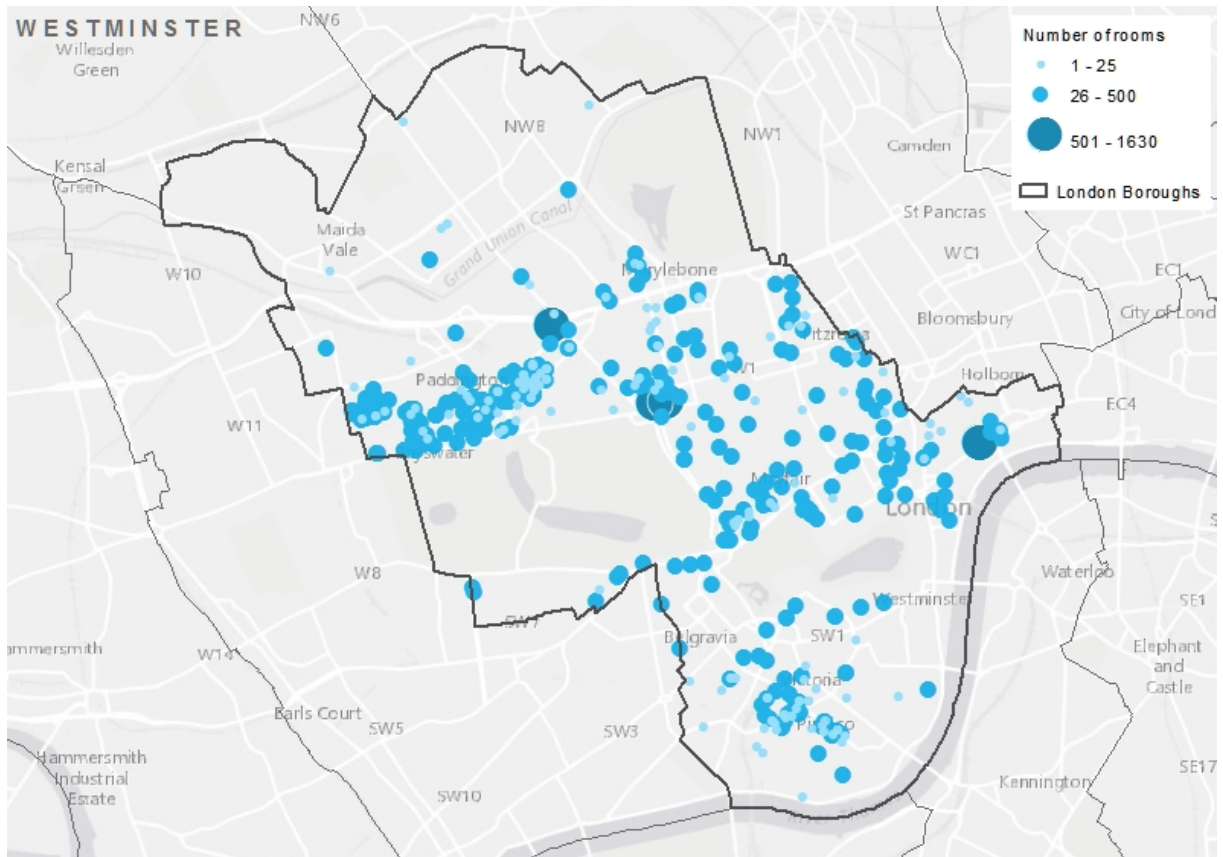 WESTMINSTER
NW6
Willesden
Green
Number of rooms
1 - 25
26 - 500
501 - 1630
London Boroughs
NW8
NW1
Camden
Kensal
Green
St Pancras
Maida
Vale
Grand Union Canal
W10
WC1
EC1
Marylebone
City of Lond
Bloomsbury
Fitzrovia
W1
Holborn
Paddington
EC4
W11
Bayswater
Mayfair
London
W8
Waterloo
Westminster
SE1
SW7
Belgravia
SW1
ammersmith
W14
Elephant
and
Castle
Victoria
Earls Court
SW5
SW3
Pimlico
Hammersmith
Industrial
Estate
SE17
Kennington
SW10